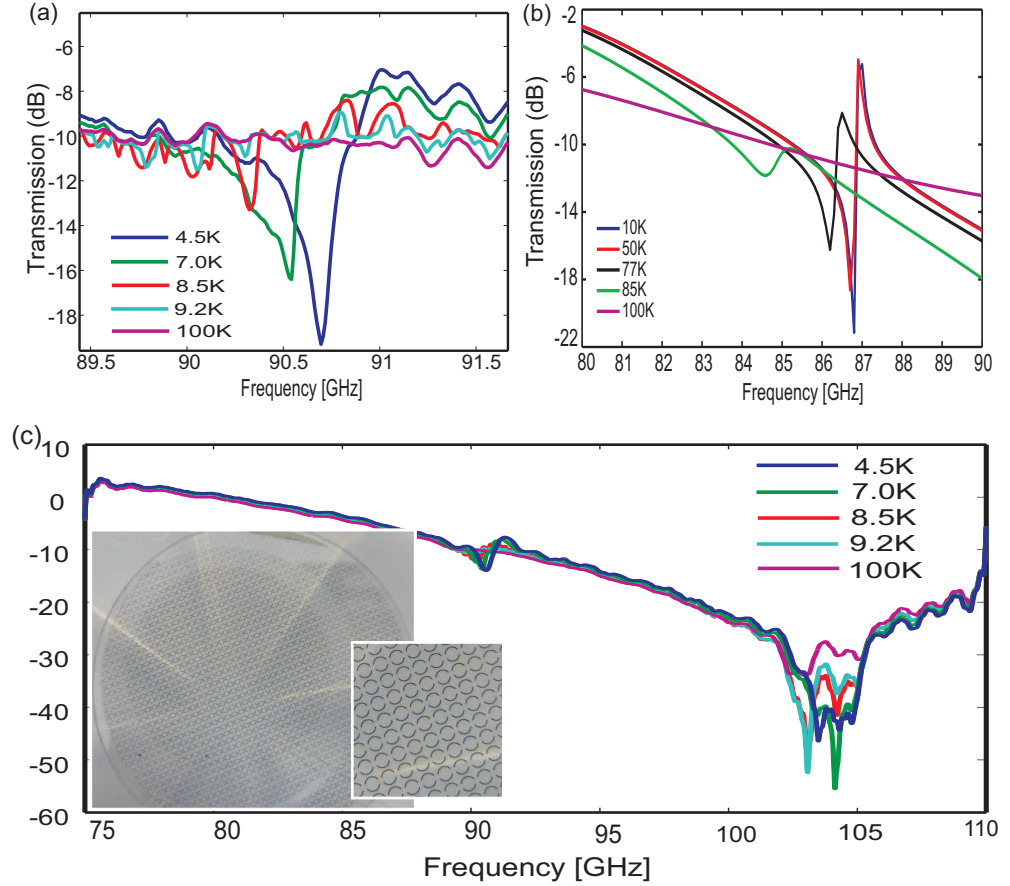 (a)
Transmission (dB)
-6
-8
-10
-12
-14
-16
-18
4.5K
7.0K
8.5K
9.2K
100K
89.5 90 90.5 91 91.5
Frequency [GHz]
(b)
Transmission (dB)
-2
-6
-10
-14
-18
-22
10K
50K
77K
85K
100K
80 81 82 83 84 85 86 87 88 89 90
Frequency [GHz]
(c)
10
0
-10
-20
-30
-40
-50
-60
4.5K
7.0K
8.5K
9.2K
100K
75 80 85 90 95 100 105 110
Frequency [GHz]